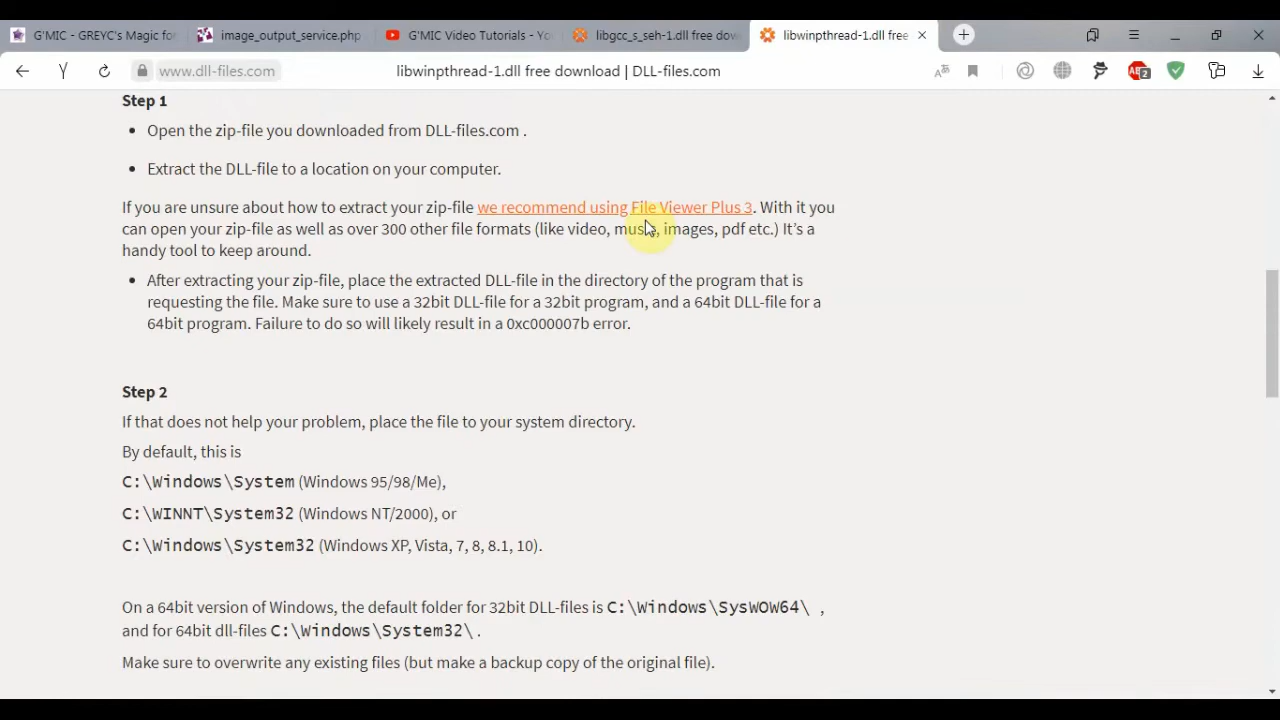 G'MIC - GREYC's Magic for
image_output_service.php
G'MIC Video Tutorials - Yo
libgcc_s_seh-1.dll free dow
libwinpthread-1.dll free
www.dll-files.com
libwinpthread-1.dll free download | DLL-files.com
2
Step 1
• Open the zip-file you downloaded from DLL-files.com .
• Extract the DLL-file to a location on your computer.
If you are unsure about how to extract your zip-file we recommend using File Viewer Plus 3. With it you
can open your zip-file as well as over 300 other file formats (like video, music, images, pdf etc.) It's a
handy tool to keep around.
• After extracting your zip-file, place the extracted DLL-file in the directory of the program that is
requesting the file. Make sure to use a 32bit DLL-file for a 32bit program, and a 64bit DLL-file for a
64bit program. Failure to do so will likely result in a 0xc000007b error.
Step 2
If that does not help your problem, place the file to your system directory.
By default, this is
C:\Windows\System (Windows 95/98/Me),
C:\WINNT\System32 (Windows NT/2000), or
C:\Windows\System32 (Windows XP, Vista, 7, 8, 8.1, 10).
On a 64bit version of Windows, the default folder for 32bit DLL-files is C:\Windows\SysWOW64\ ,
and for 64bit dll-files C:\Windows\System32\ .
Make sure to overwrite any existing files (but make a backup copy of the original file).